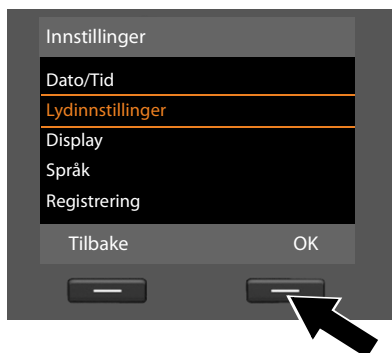 Innstillinger
Dato/Tid
Lydinnstillinger
Display
Språk
Registrering
Tilbake OK